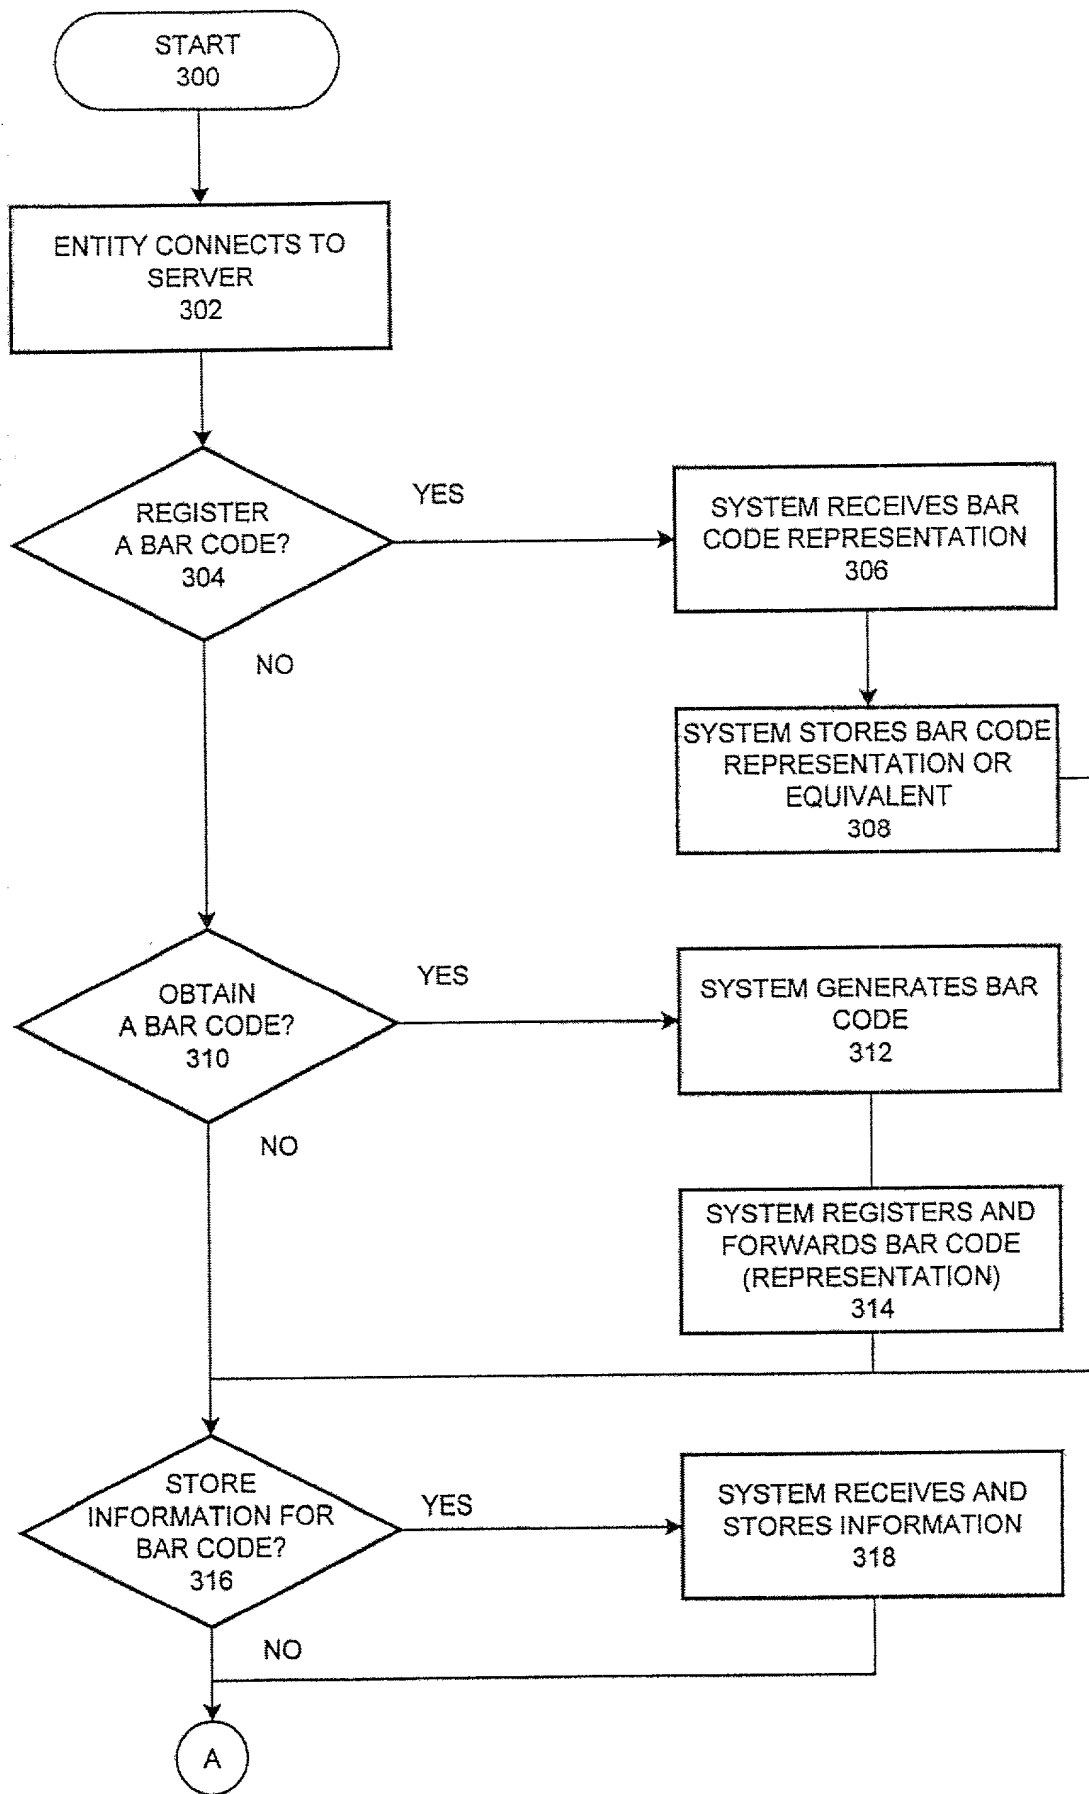 START
300
ENTITY CONNECTS TO
SERVER
302
REGISTER
A BAR CODE?
304
YES
SYSTEM RECEIVES BAR
CODE REPRESENTATION
306
NO
SYSTEM STORES BAR CODE
REPRESENTATION OR
EQUIVALENT
308
OBTAIN
A BAR CODE?
310
YES
SYSTEM GENERATES BAR
CODE
312
NO
SYSTEM REGISTERS AND
FORWARDS BAR CODE
(REPRESENTATION)
314
STORE
INFORMATION FOR
BAR CODE?
316
YES
SYSTEM RECEIVES AND
STORES INFORMATION
318
NO
A